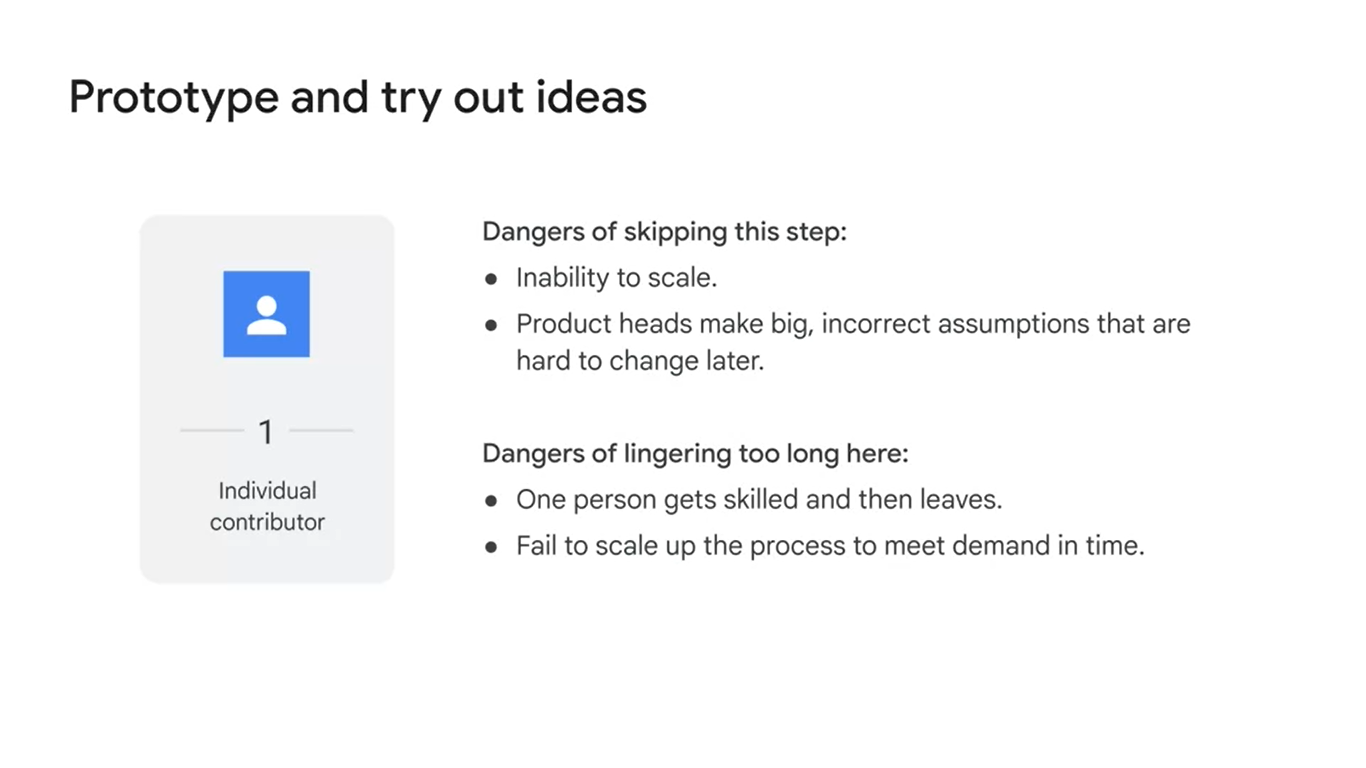 Prototype and try out ideas
1
Individual
contributor
Dangers of skipping this step:
● Inability to scale.
● Product heads make big, incorrect assumptions that are
hard to change later.
Dangers of lingering too long here:
● One person gets skilled and then leaves.
● Fail to scale up the process to meet demand in time.